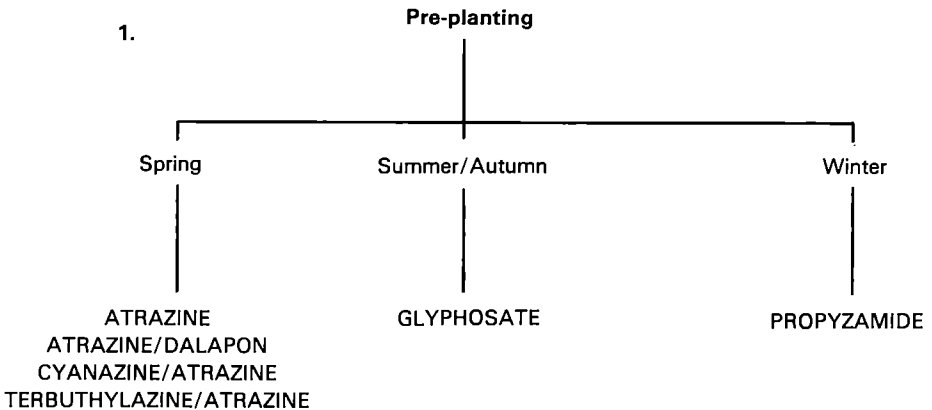 1.
Pre-planting
Spring
Summer/Autumn
Winter
ATRAZINE
ATRAZINE/DALAPON
CYANAZINE/ATRAZINE
TERBUTHYLAZINE/ATRAZINE
GLYPHOSATE
PROPYZAMIDE